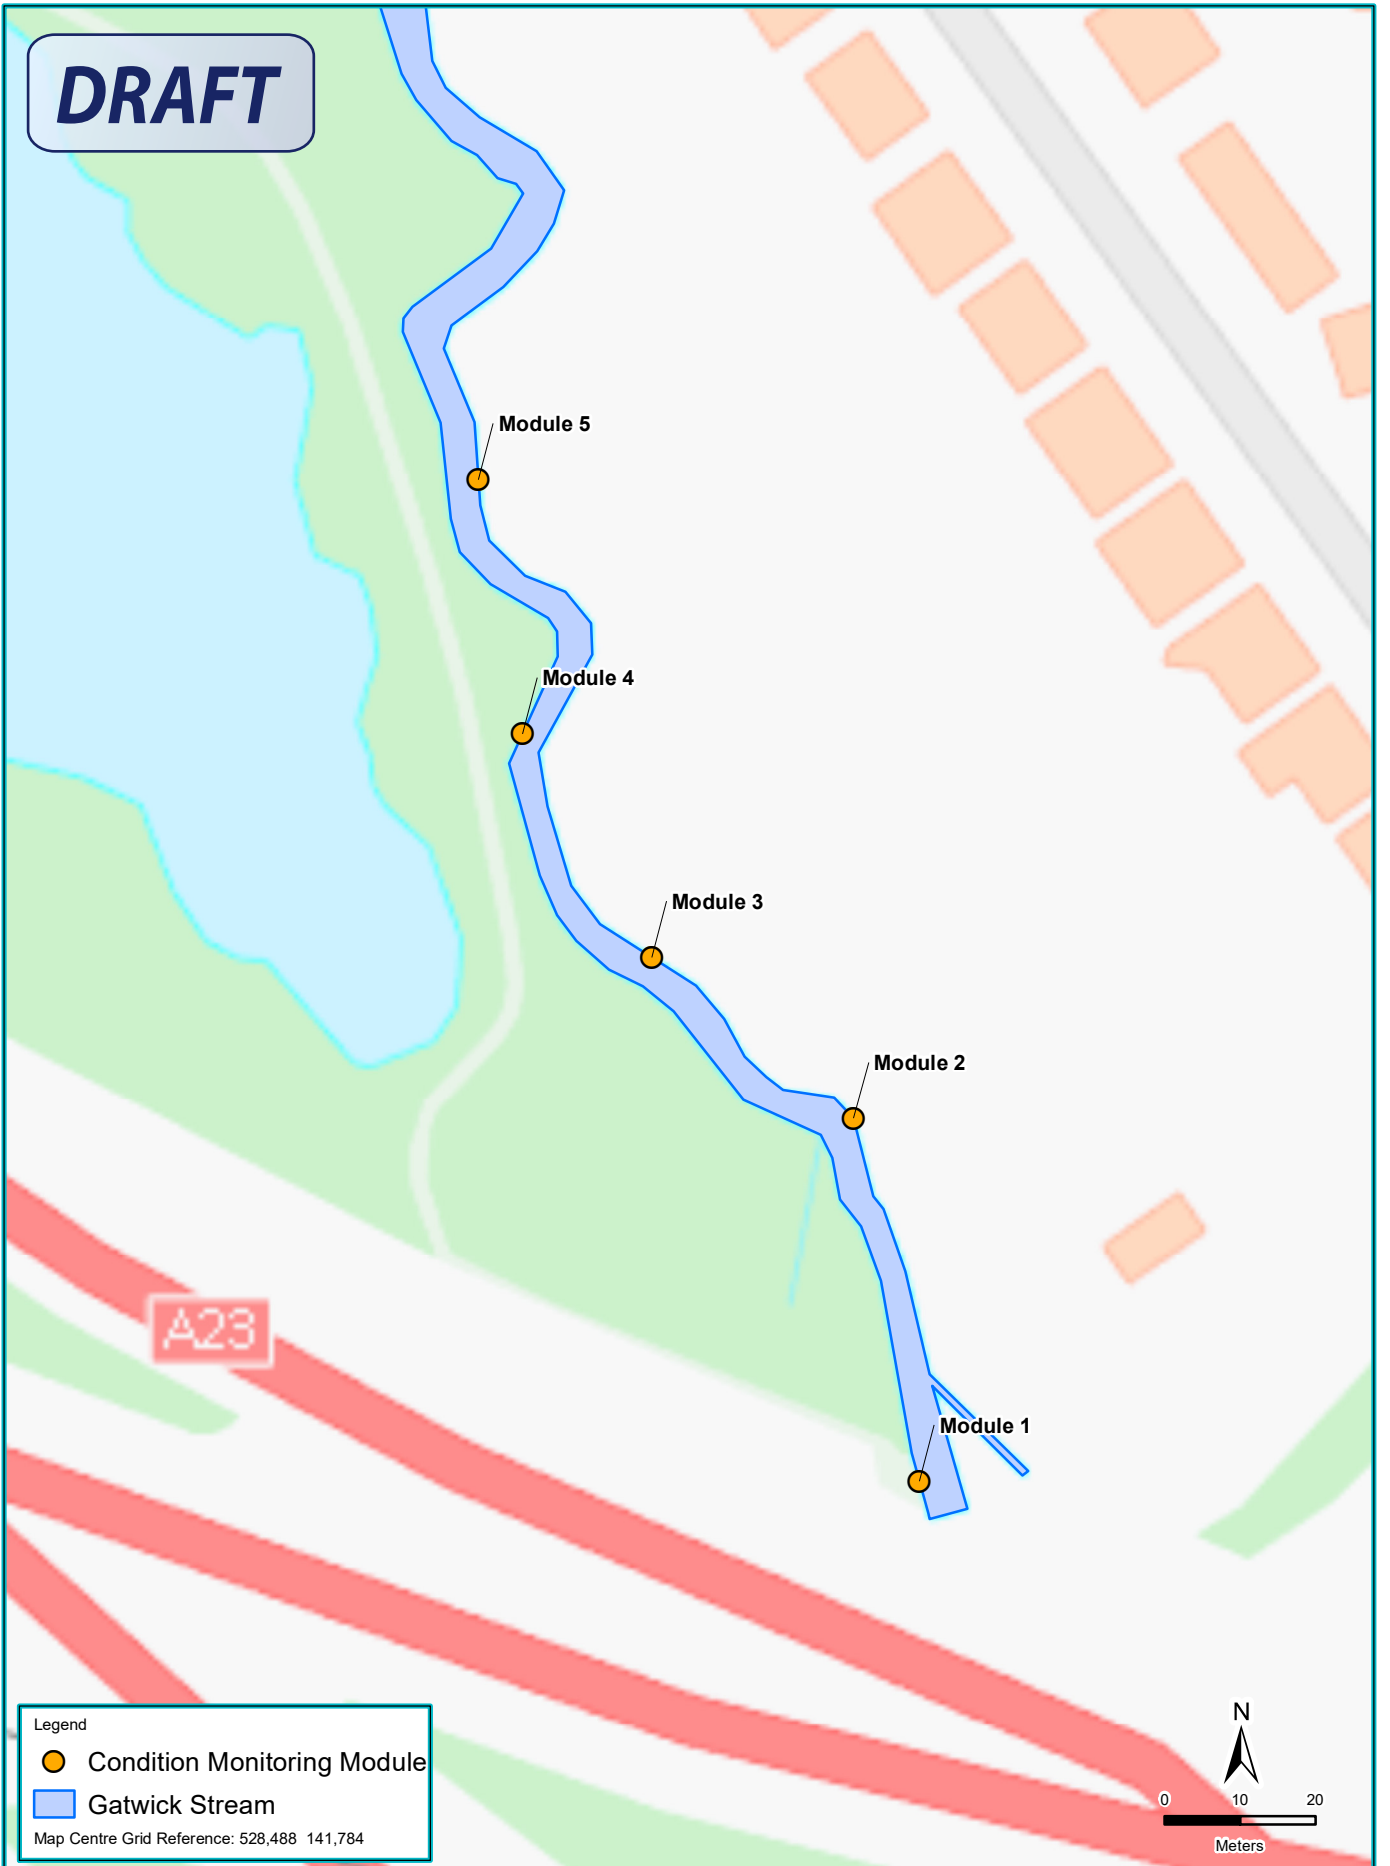 DRAFT
Module 5
Module 4
Module 3
Module 2
A23
Module 1
Legend
Condition Monitoring Module
Gatwick Stream
Map Centre Grid Reference: 528,488 141,784
N
0 10 20
Meters